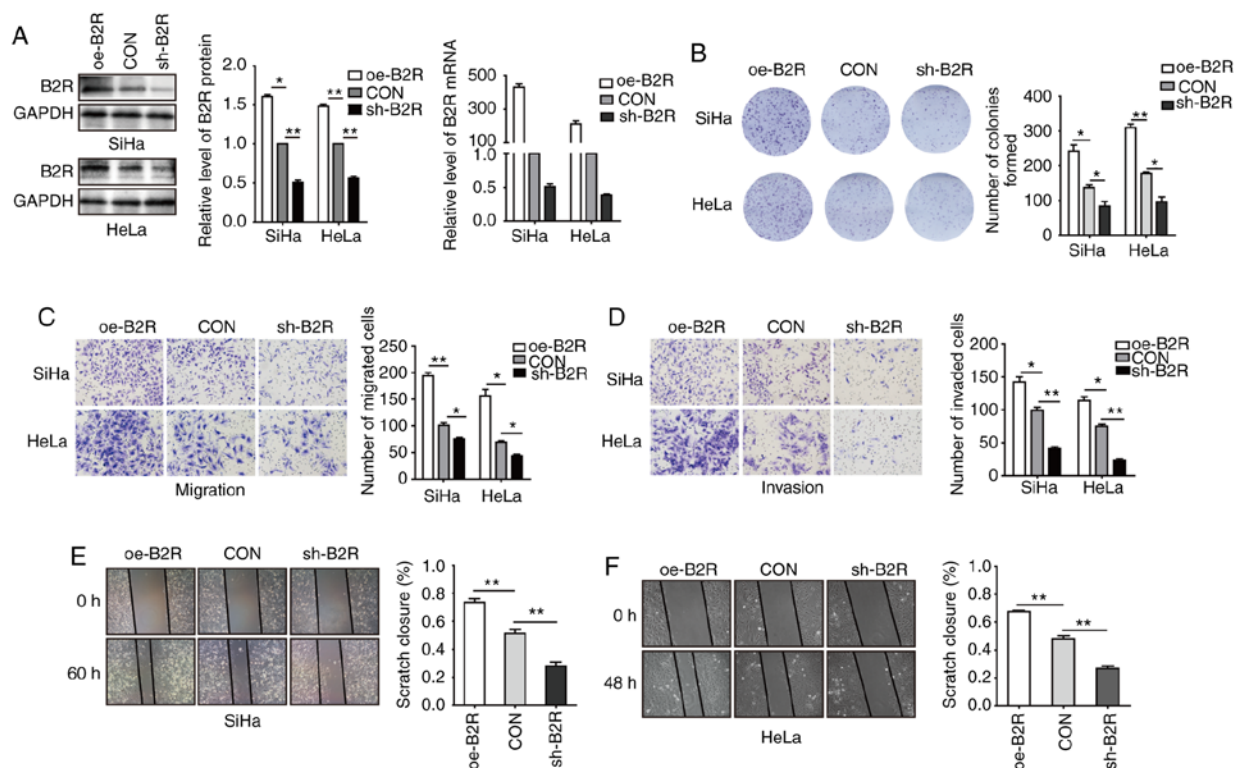 A
oe-B2R
CON
sh-B2R
B2R
GAPDH
SiHa
B2R
GAPDH
HeLa
Relative level of B2R protein
2.0
1.5
1.0
0.5
0.0
* ** ** **
oe-B2R
CON
sh-B2R
SiHa HeLa
Relative level of B2R mRNA
500
300
100
1.0
0.5
0.0
oe-B2R
CON
sh-B2R
SiHa HeLa
B
oe-B2R CON sh-B2R
SiHa
HeLa
Number of colonies
formed
400
300
200
100
0
* * ** *
oe-B2R
CON
sh-B2R
SiHa HeLa
C
oe-B2R CON sh-B2R
SiHa
HeLa
Migration
Number of migrated cells
250
200
150
100
50
0
** * * *
oe-B2R
CON
sh-B2R
SiHa HeLa
D
oe-B2R CON sh-B2R
SiHa
HeLa
Invasion
Number of invaded cells
200
150
100
50
0
* ** * **
oe-B2R
CON
sh-B2R
SiHa HeLa
E
oe-B2R CON sh-B2R
0 h
60 h
SiHa
Scratch closure (%)
1.0
0.8
0.6
0.4
0.2
0.0
** **
oe-B2R
CON
sh-B2R
F
oe-B2R CON sh-B2R
0 h
48 h
HeLa
Scratch closure (%)
1.0
0.8
0.6
0.4
0.2
0.0
** **
oe-B2R
CON
sh-B2R